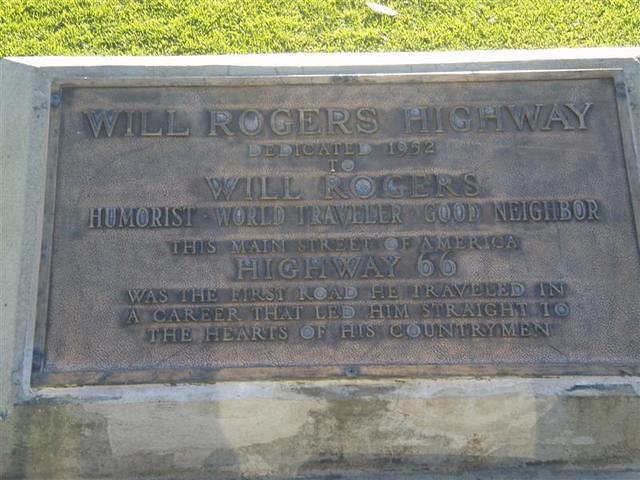 WILL ROGERS HIGHWAY
DEDICATED 1952
TO
WILL ROGERS
HUMORIST · WORLD TRAVELER · GOOD NEIGHBOR
THIS MAIN STREET OF AMERICA
HIGHWAY 66
WAS THE FIRST ROAD HE TRAVELED IN
A CAREER THAT LED HIM STRAIGHT TO
THE HEARTS OF HIS COUNTRYMEN